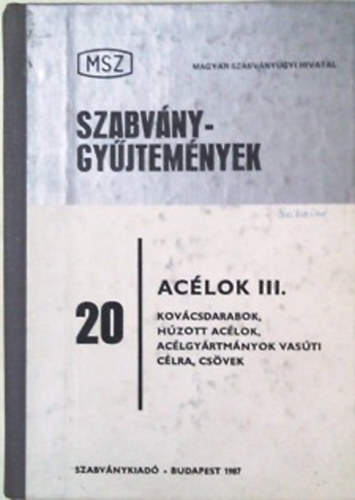 MSZ
MAGYAR SZABVÁNYÜGYI HIVATAL
SZABVÁNY-
GYŰJTEMÉNYEK
20
ACÉLOK III.
KOVÁCSDARABOK,
HÚZOTT ACÉLOK,
ACÉLGYÁRTMÁNYOK VASÚTI
CÉLRA, CSÖVEK
SZABVÁNYKIADÓ • BUDAPEST 1987